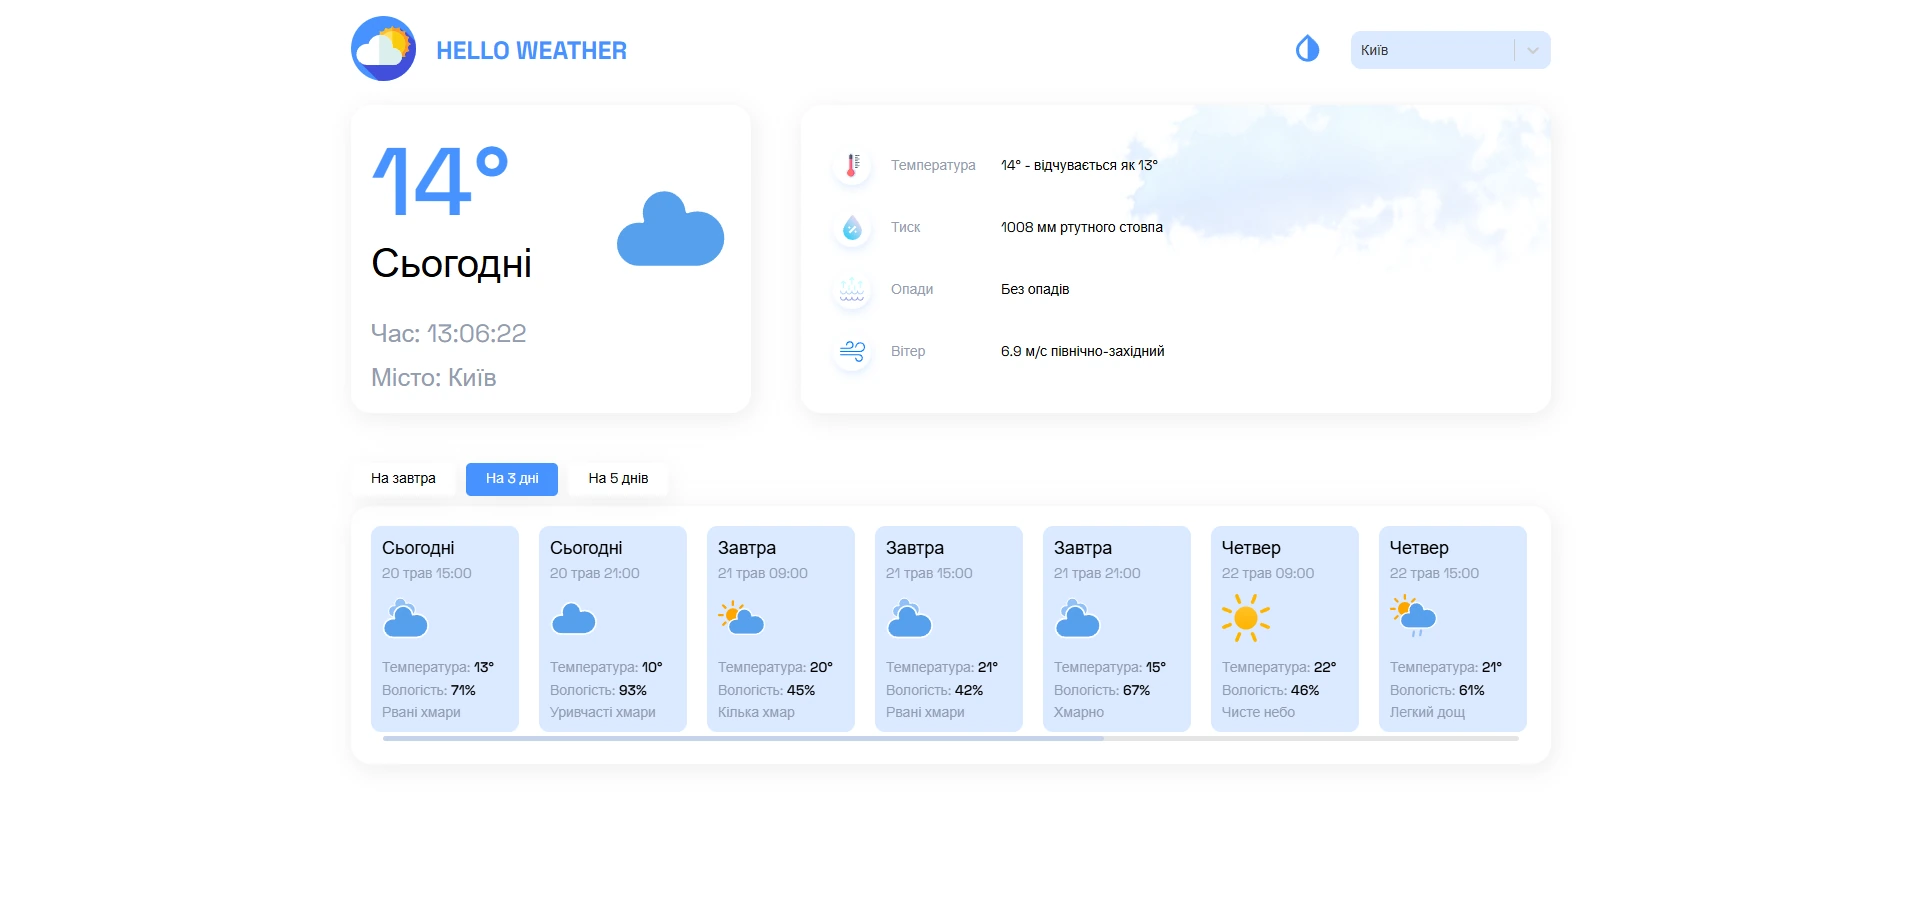 HELLO WEATHER
Київ
14°
Сьогодні
Час: 13:06:22
Місто: Київ
Температура 14° - відчувається як 13°
Тиск 1008 мм ртутного стовпа
Опади Без опадів
Вітер 6.9 м/с північно-західний
На завтра На 3 дні На 5 днів
Сьогодні
20 трав 15:00
Температура: 13°
Вологість: 71%
Рвані хмари
Сьогодні
20 трав 21:00
Температура: 10°
Вологість: 93%
Уривчасті хмари
Завтра
21 трав 09:00
Температура: 20°
Вологість: 45%
Кілька хмар
Завтра
21 трав 15:00
Температура: 21°
Вологість: 42%
Рвані хмари
Завтра
21 трав 21:00
Температура: 15°
Вологість: 67%
Хмарно
Четвер
22 трав 09:00
Температура: 22°
Вологість: 46%
Чисте небо
Четвер
22 трав 15:00
Температура: 21°
Вологість: 61%
Легкий дощ